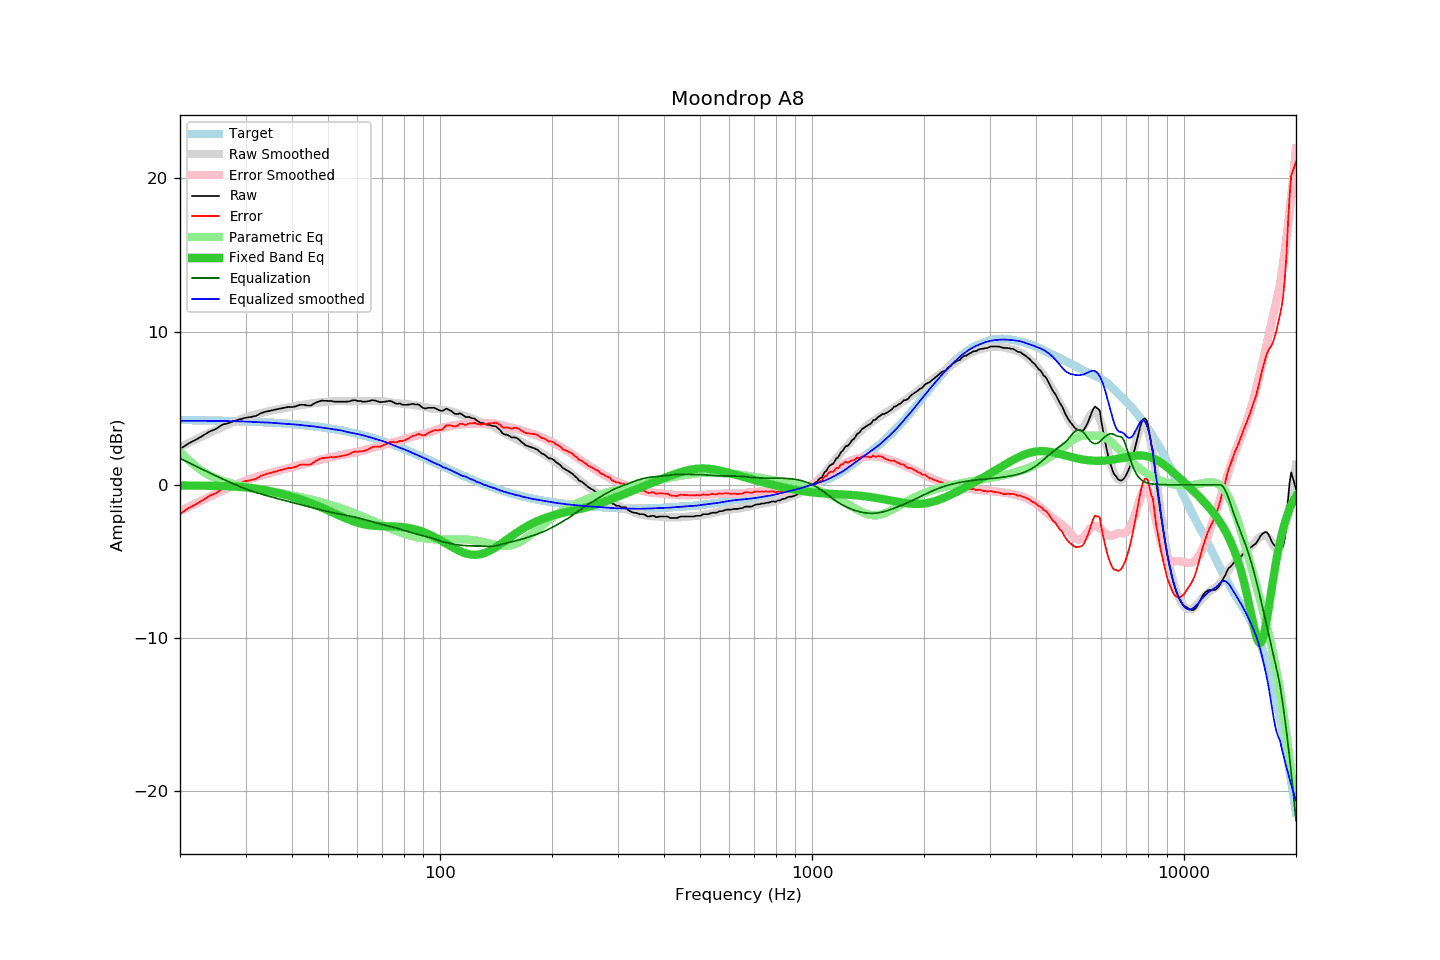 Moondrop A8
Target
Raw Smoothed
Error Smoothed
Raw
Error
Parametric Eq
Fixed Band Eq
Equalization
Equalized smoothed
20
10
0
−10
−20
Amplitude (dBr)
100
1000
10000
Frequency (Hz)